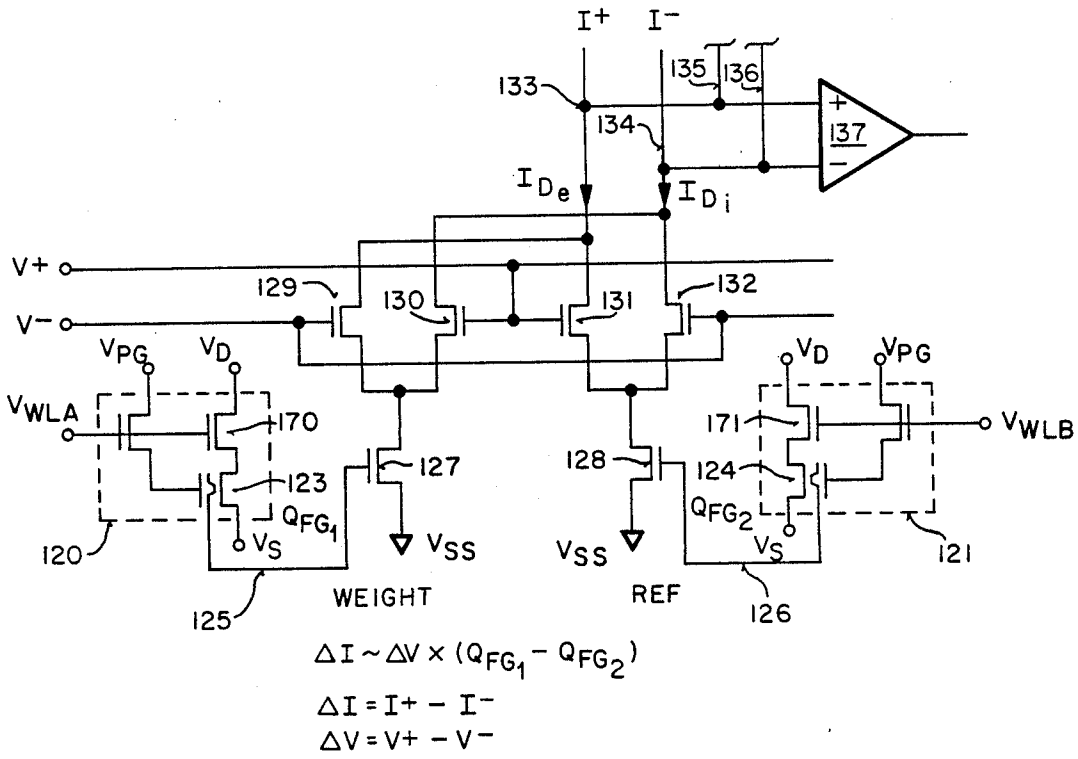 I+ I-
135 136
133
134
+
137
-
I_De I_Di
V+
129 130 131 132
V-
V_PG V_D V_D V_PG
V_WLA 170 171 V_WLB
127 128
123 124
Q_FG1 Q_FG2
120 V_S V_SS V_SS V_S 121
125 WEIGHT REF 126
ΔI ~ ΔV × (Q_FG1 - Q_FG2)
ΔI = I+ - I-
ΔV = V+ - V-